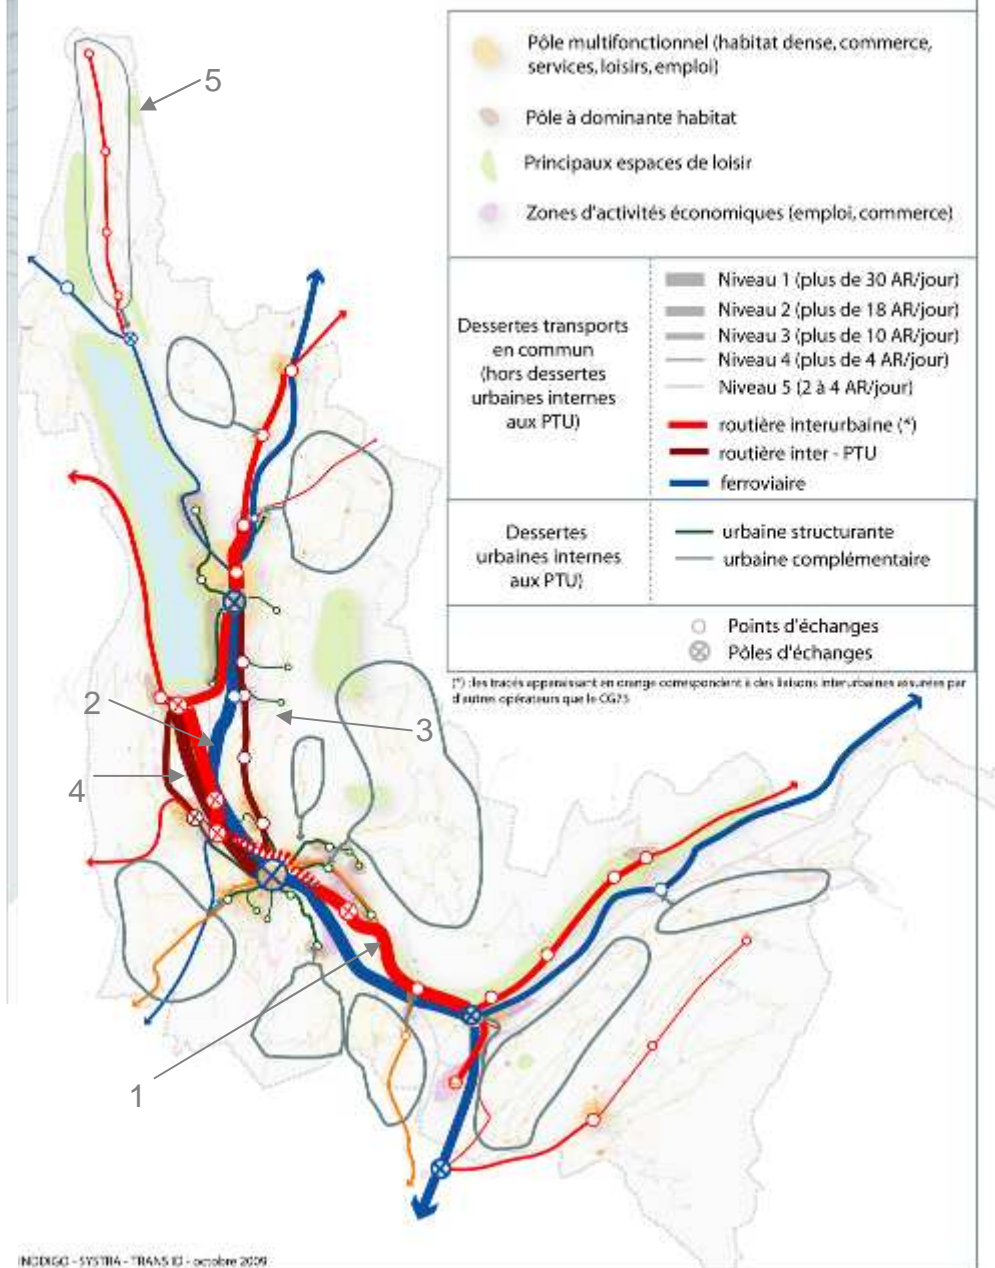 Pôle multifonctionnel (habitat dense, commerce,
services, loisirs, emploi)
Pôle à dominante habitat
Principaux espaces de loisir
Zones d'activités économiques (emploi, commerce)
Dessertes transports
en commun
(hors dessertes
urbaines internes
aux PTU)
Niveau 1 (plus de 30 AR/jour)
Niveau 2 (plus de 18 AR/jour)
Niveau 3 (plus de 10 AR/jour)
Niveau 4 (plus de 4 AR/jour)
Niveau 5 (2 à 4 AR/jour)
routière interurbaine (*)
routière inter - PTU
ferroviaire
Dessertes
urbaines internes
aux PTU)
urbaine structurante
urbaine complémentaire
Points d'échanges
Pôles d'échanges
(*) : les tracés apparaissant en orange correspondent à des liaisons interurbaines assurées par
d'autres opérateurs que le CG73
5
2
3
4
1
INDDIGO - SYSTRA - TRANS ID - octobre 2009